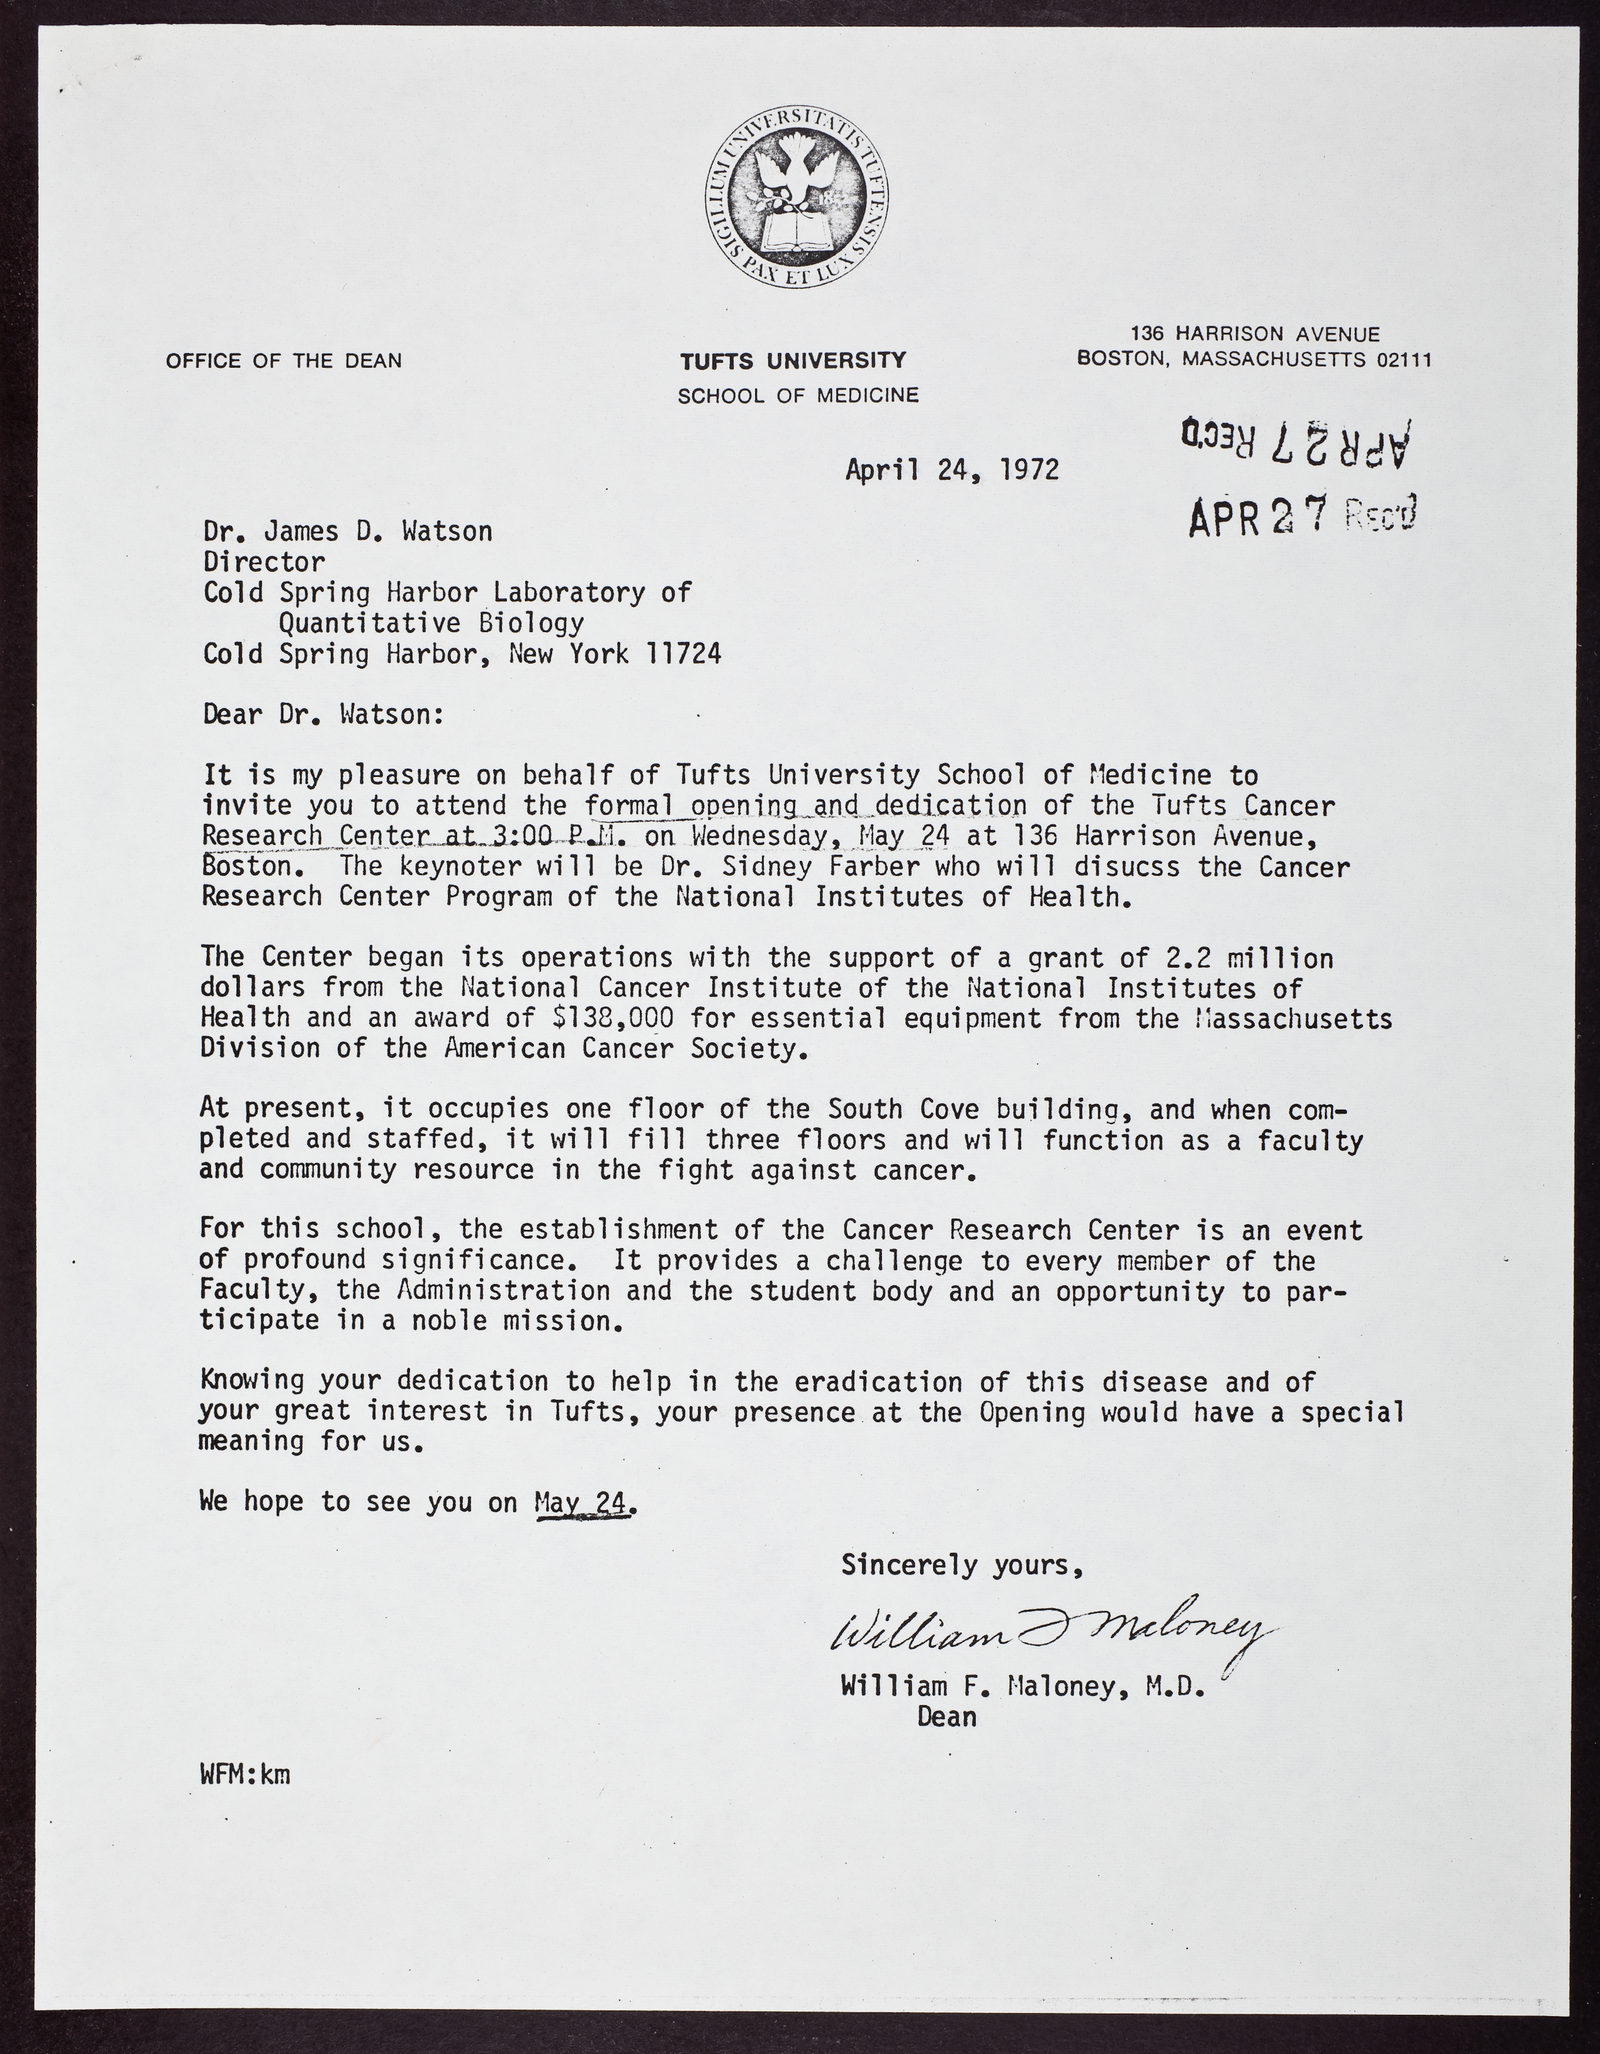 SIGILLUM UNIVERSITATIS TUFTENSIS
PAX ET LUX
OFFICE OF THE DEAN
TUFTS UNIVERSITY
SCHOOL OF MEDICINE
136 HARRISON AVENUE
BOSTON, MASSACHUSETTS 02111
APR 27 REC'D
APR 27 REC'D
April 24, 1972
Dr. James D. Watson
Director
Cold Spring Harbor Laboratory of
Quantitative Biology
Cold Spring Harbor, New York 11724
Dear Dr. Watson:
It is my pleasure on behalf of Tufts University School of Medicine to
invite you to attend the formal opening and dedication of the Tufts Cancer
Research Center at 3:00 P.M. on Wednesday, May 24 at 136 Harrison Avenue,
Boston. The keynoter will be Dr. Sidney Farber who will disucss the Cancer
Research Center Program of the National Institutes of Health.
The Center began its operations with the support of a grant of 2.2 million
dollars from the National Cancer Institute of the National Institutes of
Health and an award of $138,000 for essential equipment from the Massachusetts
Division of the American Cancer Society.
At present, it occupies one floor of the South Cove building, and when com-
pleted and staffed, it will fill three floors and will function as a faculty
and community resource in the fight against cancer.
For this school, the establishment of the Cancer Research Center is an event
of profound significance. It provides a challenge to every member of the
Faculty, the Administration and the student body and an opportunity to par-
ticipate in a noble mission.
Knowing your dedication to help in the eradication of this disease and of
your great interest in Tufts, your presence at the Opening would have a special
meaning for us.
We hope to see you on May 24.
Sincerely yours,
William F Maloney
William F. Maloney, M.D.
Dean
WFM:km